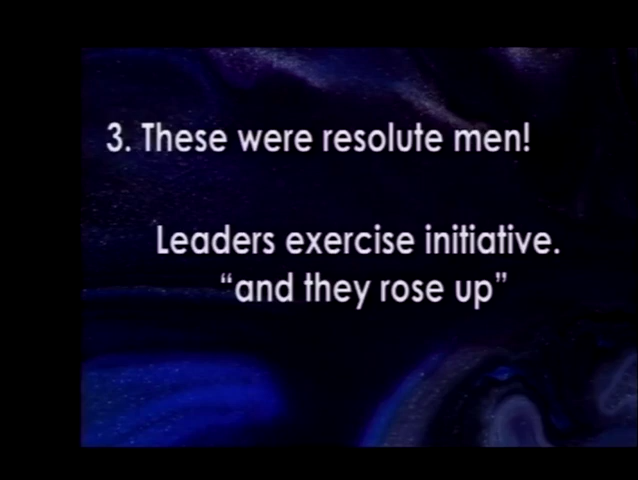 3. These were resolute men!
Leaders exercise initiative.
“and they rose up”